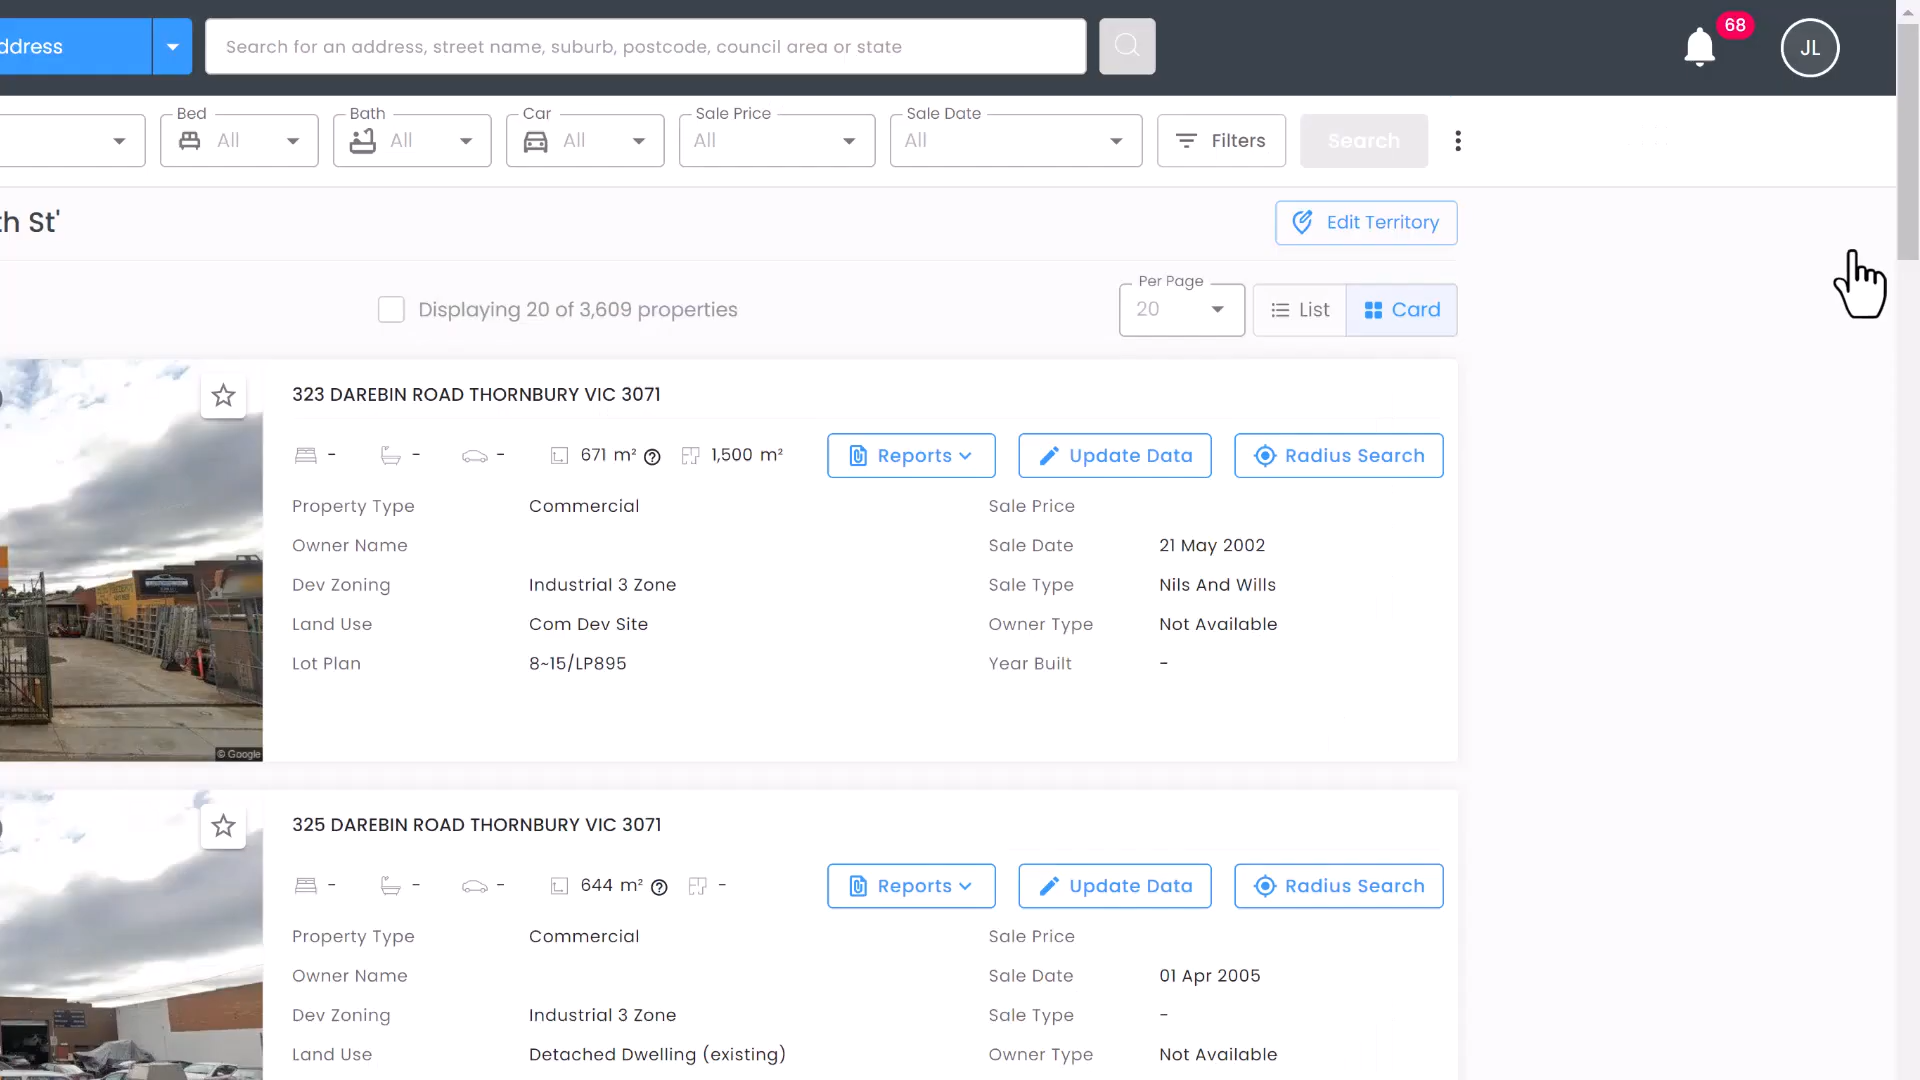 ddress
Search for an address, street name, suburb, postcode, council area or state
68
JL
Bed
All
Bath
All
Car
All
Sale Price
All
Sale Date
All
Filters
Search
th St'
Edit Territory
Displaying 20 of 3,609 properties
Per Page
20
List
Card
323 DAREBIN ROAD THORNBURY VIC 3071
- - - 671 m² 1,500 m²
Reports
Update Data
Radius Search
Property Type Commercial
Sale Price
Owner Name
Sale Date 21 May 2002
Dev Zoning Industrial 3 Zone
Sale Type Nils And Wills
Land Use Com Dev Site
Owner Type Not Available
Lot Plan 8~15/LP895
Year Built -
© Google
325 DAREBIN ROAD THORNBURY VIC 3071
- - - 644 m² -
Reports
Update Data
Radius Search
Property Type Commercial
Sale Price
Owner Name
Sale Date 01 Apr 2005
Dev Zoning Industrial 3 Zone
Sale Type -
Land Use Detached Dwelling (existing)
Owner Type Not Available